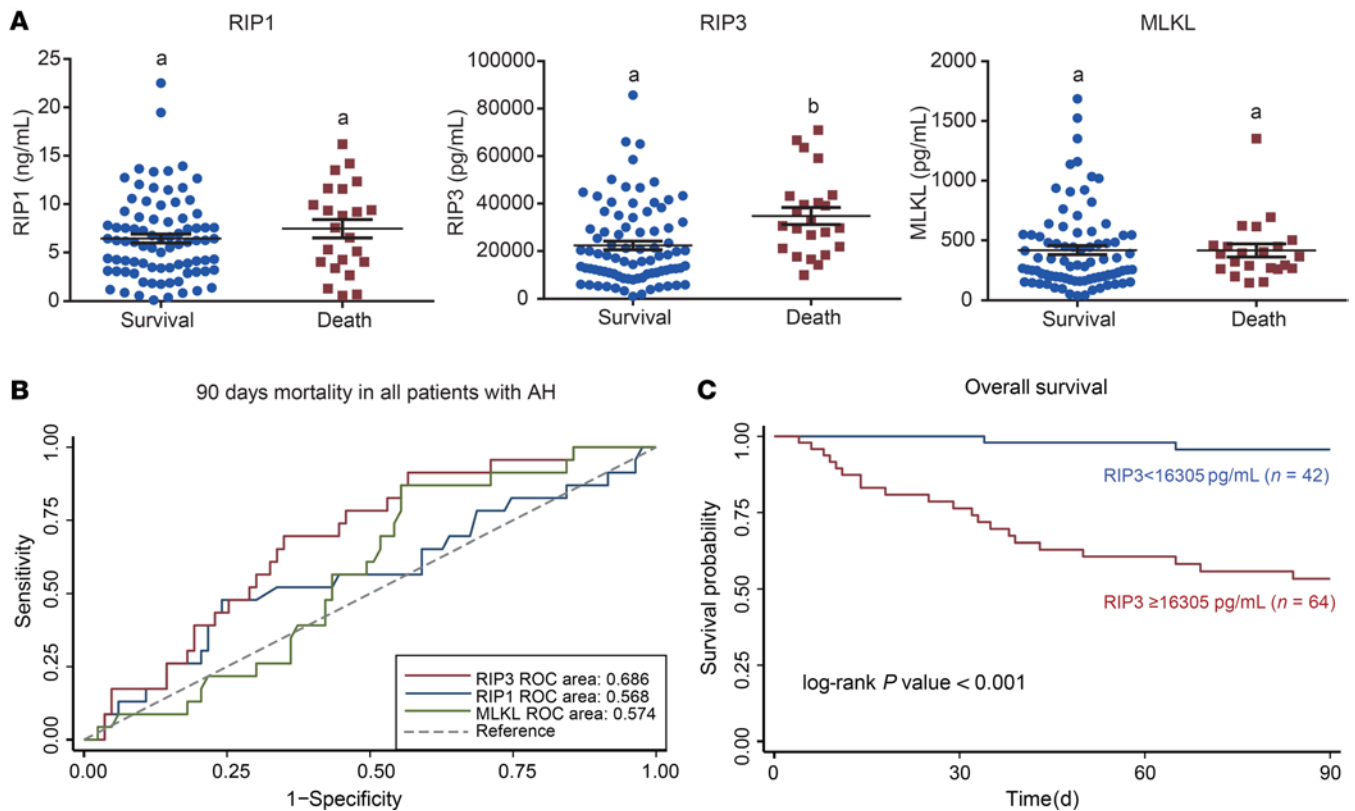 A
RIP1
RIP3
MLKL
RIP1 (ng/mL)
25
20
15
10
5
0
a
a
Survival
Death
RIP3 (pg/mL)
100000
80000
60000
40000
20000
0
a
b
Survival
Death
MLKL (pg/mL)
2000
1500
1000
500
0
a
a
Survival
Death
B
90 days mortality in all patients with AH
Sensitivity
1.00
0.75
0.50
0.25
0.00
RIP3 ROC area: 0.686
RIP1 ROC area: 0.568
MLKL ROC area: 0.574
Reference
0.00 0.25 0.50 0.75 1.00
1−Specificity
C
Overall survival
Survival probability
1.00
0.75
0.50
0.25
0.00
RIP3<16305 pg/mL (n = 42)
RIP3 ≥16305 pg/mL (n = 64)
log-rank P value < 0.001
0 30 60 90
Time(d)